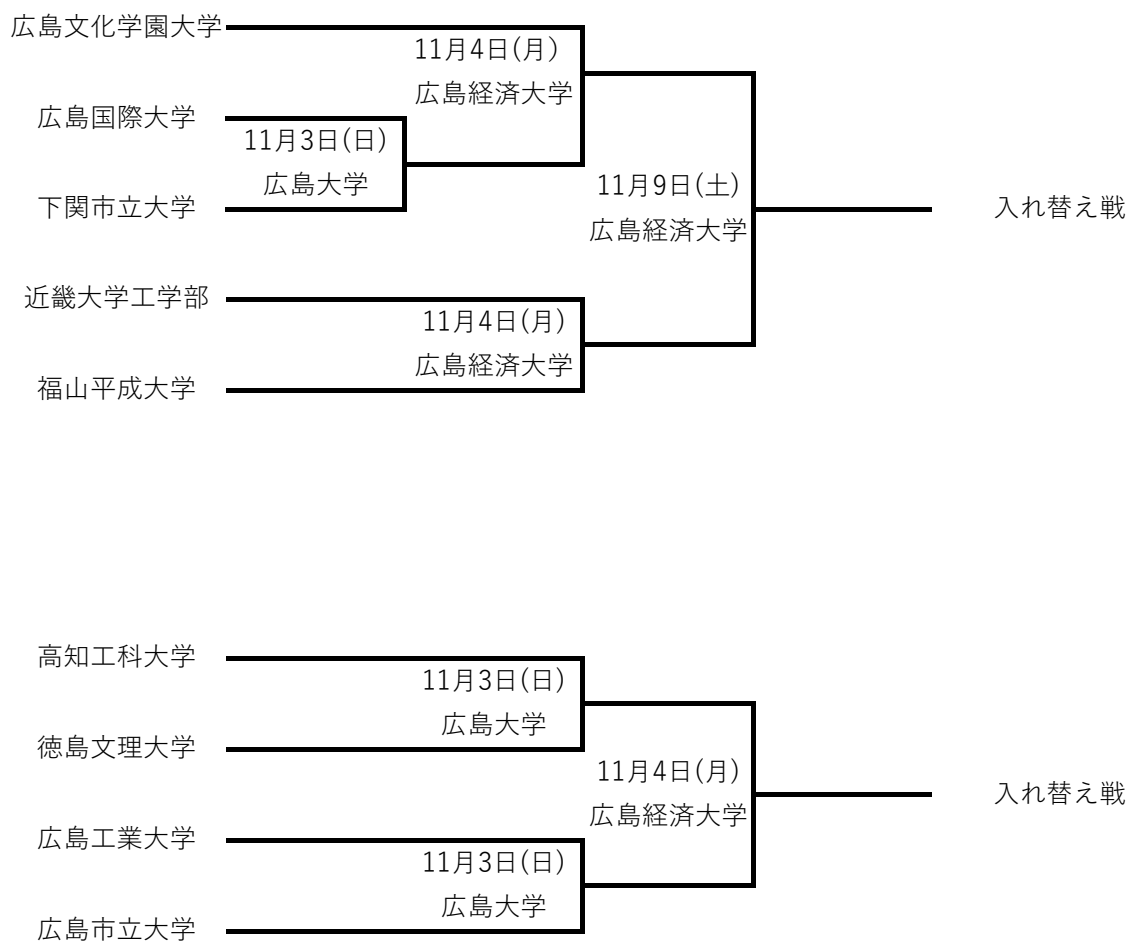 広島文化学園大学
11月4日(月)
広島経済大学
広島国際大学
11月3日(日)
広島大学
下関市立大学
11月9日(土)
広島経済大学
入れ替え戦
近畿大学工学部
11月4日(月)
広島経済大学
福山平成大学
高知工科大学
11月3日(日)
広島大学
徳島文理大学
11月4日(月)
広島経済大学
入れ替え戦
広島工業大学
11月3日(日)
広島大学
広島市立大学